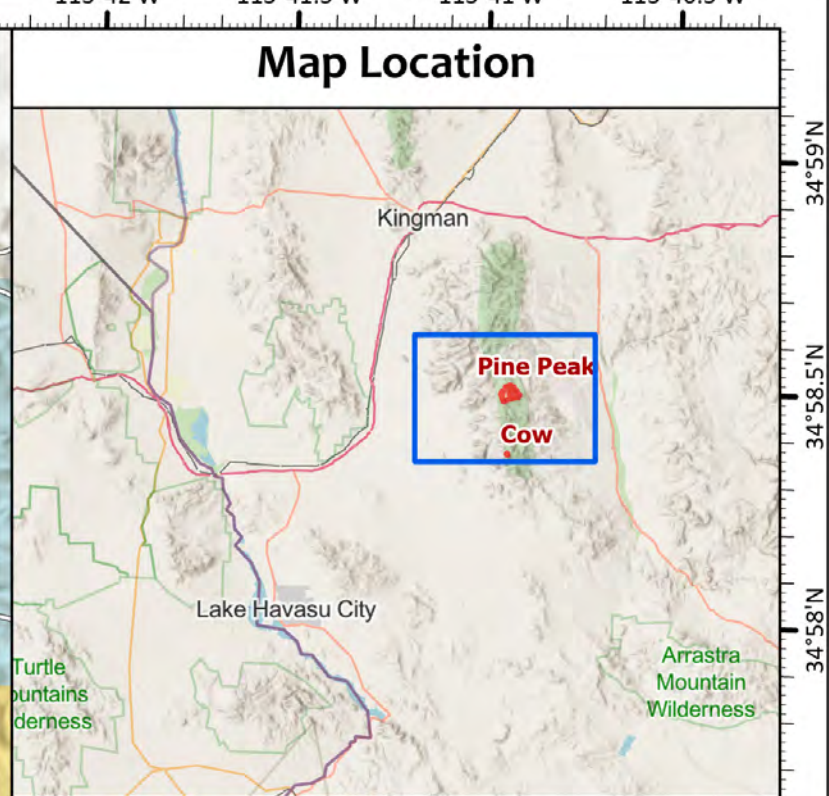 Map Location
Kingman
Pine Peak
Cow
Lake Havasu City
Arrastra
Mountain
Wilderness
Turtle
ountains
derness
34°59'N
34°58.5'N
34°58'N